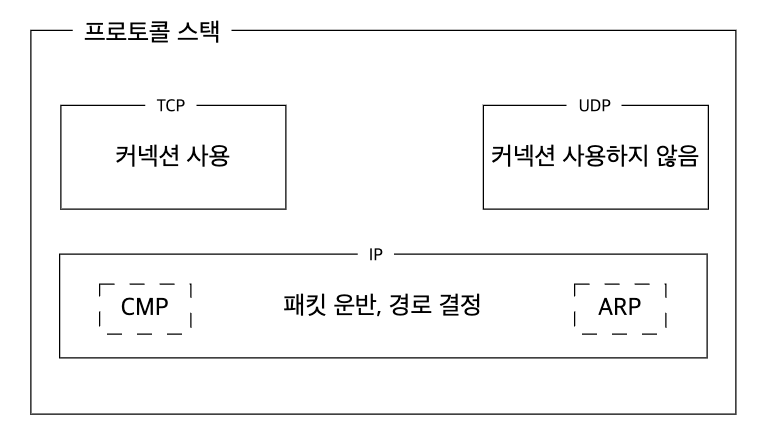 프로토콜 스택
TCP
UDP
커넥션 사용
커넥션 사용하지 않음
IP
CMP
패킷 운반, 경로 결정
ARP